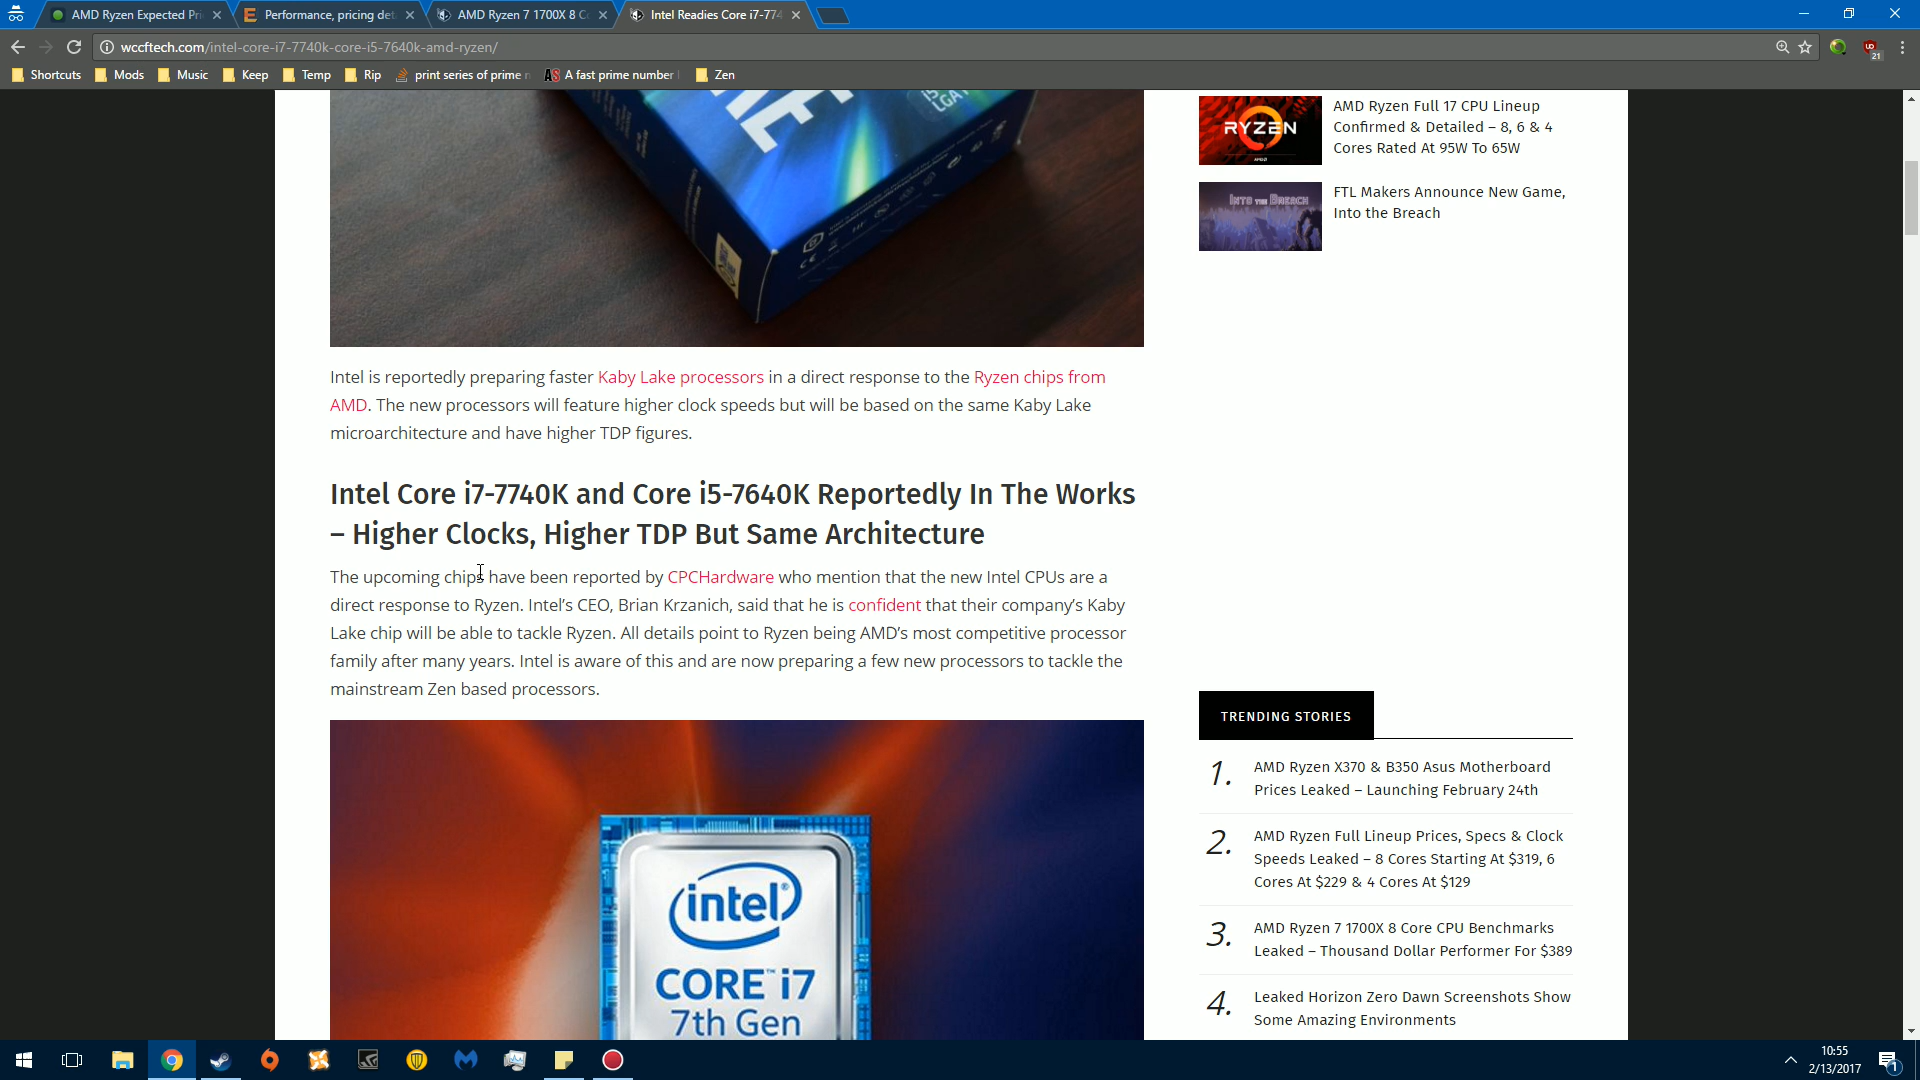 AMD Ryzen Expected Pri
Performance, pricing det
AMD Ryzen 7 1700X 8 C
Intel Readies Core i7-774
wccftech.com/intel-core-i7-7740k-core-i5-7640k-amd-ryzen/
21
Shortcuts
Mods
Music
Keep
Temp
Rip
print series of prime n
A fast prime number
Zen
LGA
Intel is reportedly preparing faster Kaby Lake processors in a direct response to the Ryzen chips from
AMD. The new processors will feature higher clock speeds but will be based on the same Kaby Lake
microarchitecture and have higher TDP figures.
Intel Core i7-7740K and Core i5-7640K Reportedly In The Works
– Higher Clocks, Higher TDP But Same Architecture
The upcoming chips have been reported by CPCHardware who mention that the new Intel CPUs are a
direct response to Ryzen. Intel’s CEO, Brian Krzanich, said that he is confident that their company’s Kaby
Lake chip will be able to tackle Ryzen. All details point to Ryzen being AMD’s most competitive processor
family after many years. Intel is aware of this and are now preparing a few new processors to tackle the
mainstream Zen based processors.
intel®
CORE™ i7
7th Gen
RYZEN
AMD Ryzen Full 17 CPU Lineup
Confirmed & Detailed – 8, 6 & 4
Cores Rated At 95W To 65W
INTO THE BREACH
FTL Makers Announce New Game,
Into the Breach
TRENDING STORIES
1.
AMD Ryzen X370 & B350 Asus Motherboard
Prices Leaked – Launching February 24th
2.
AMD Ryzen Full Lineup Prices, Specs & Clock
Speeds Leaked – 8 Cores Starting At $319, 6
Cores At $229 & 4 Cores At $129
3.
AMD Ryzen 7 1700X 8 Core CPU Benchmarks
Leaked – Thousand Dollar Performer For $389
4.
Leaked Horizon Zero Dawn Screenshots Show
Some Amazing Environments
10:55
2/13/2017
1